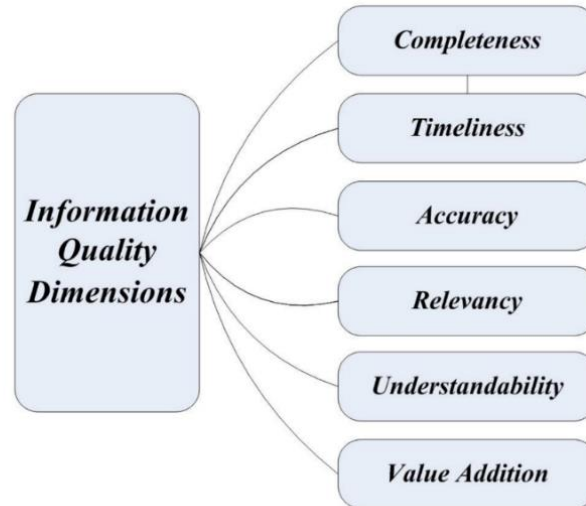 Information
Quality
Dimensions
Completeness
Timeliness
Accuracy
Relevancy
Understandability
Value Addition